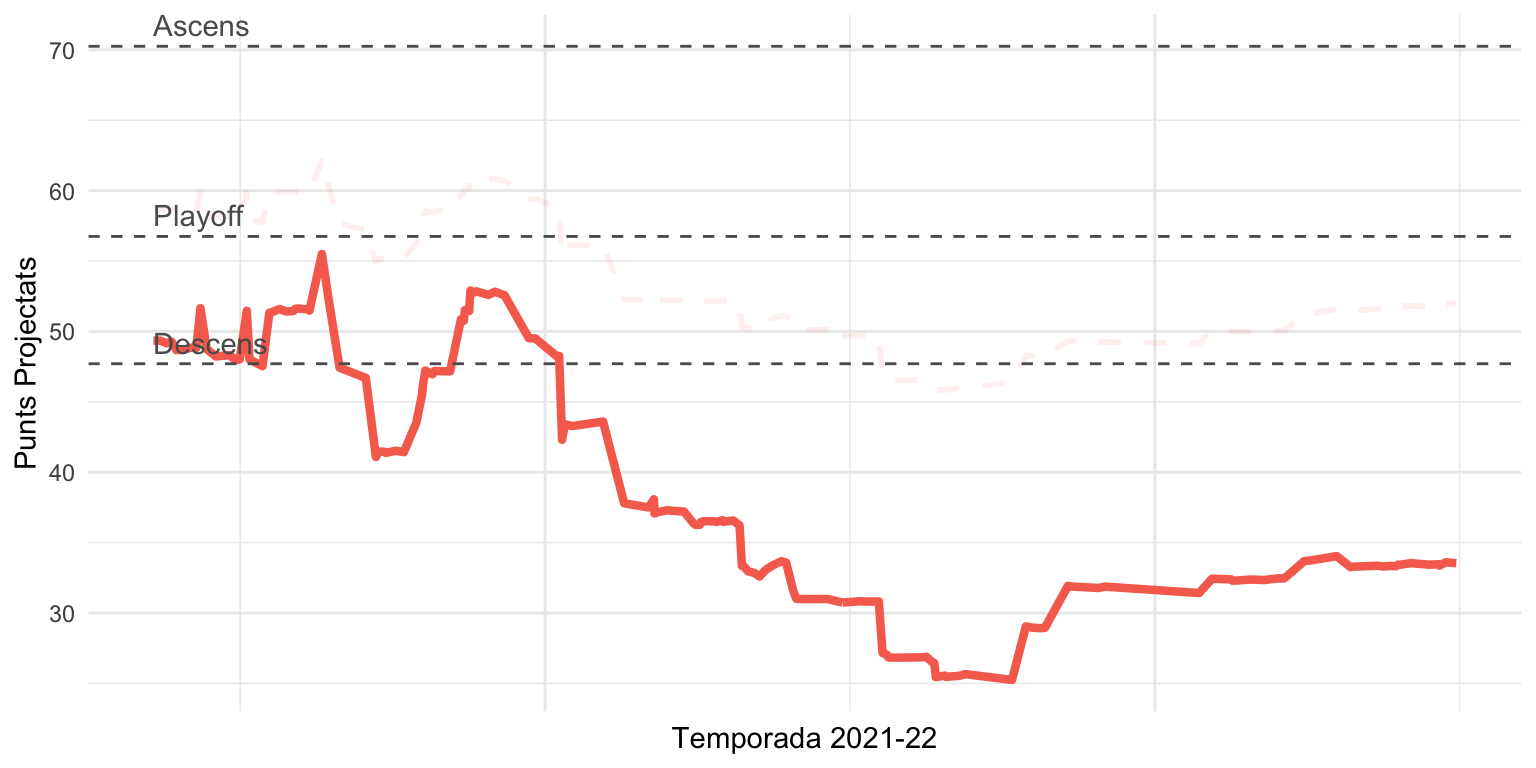 Ascens
70
60
Playoff
50
Descens
40
30
Punts Projectats
Temporada 2021-22